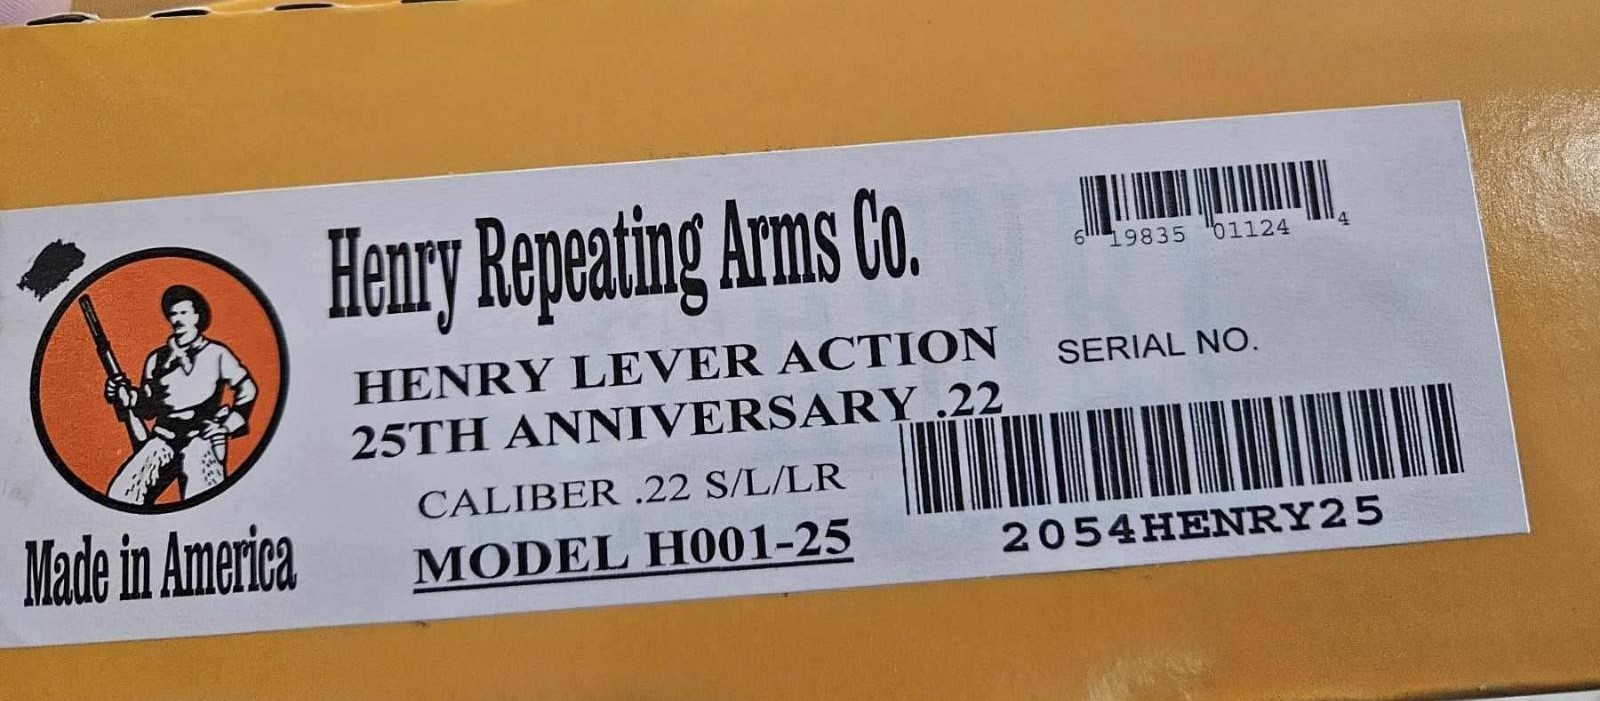 Henry Repeating Arms Co.
HENRY LEVER ACTION
25TH ANNIVERSARY .22
CALIBER .22 S/L/LR
MODEL H001-25
Made in America
6 19835 01124 4
SERIAL NO.
2054HENRY25